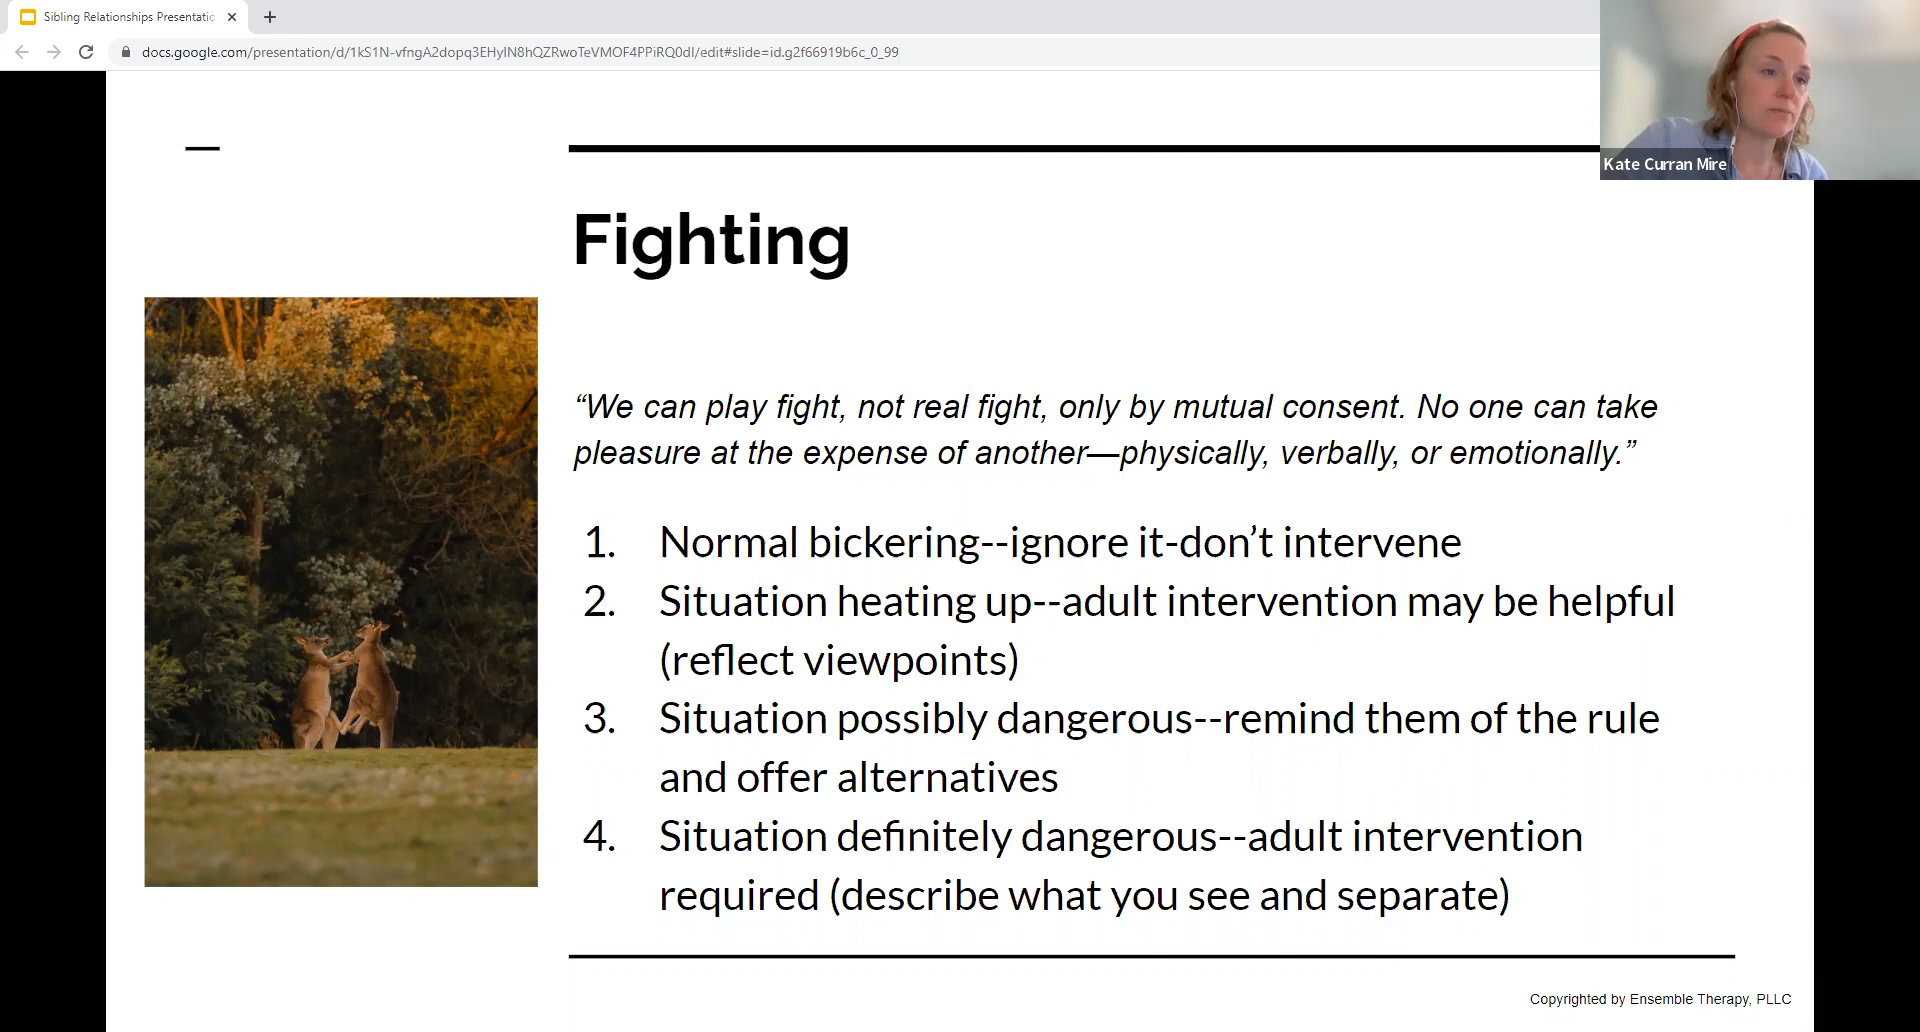 Sibling Relationships Presentatic
docs.google.com/presentation/d/1kS1N-vfngA2dopq3EHyIN8hQZRwoTeVMOF4PPiRQ0dI/edit#slide=id.g2f66919b6c_0_99
Kate Curran Mire
Fighting
“We can play fight, not real fight, only by mutual consent. No one can take
pleasure at the expense of another—physically, verbally, or emotionally.”
1. Normal bickering--ignore it-don’t intervene
2. Situation heating up--adult intervention may be helpful
(reflect viewpoints)
3. Situation possibly dangerous--remind them of the rule
and offer alternatives
4. Situation definitely dangerous--adult intervention
required (describe what you see and separate)
Copyrighted by Ensemble Therapy, PLLC